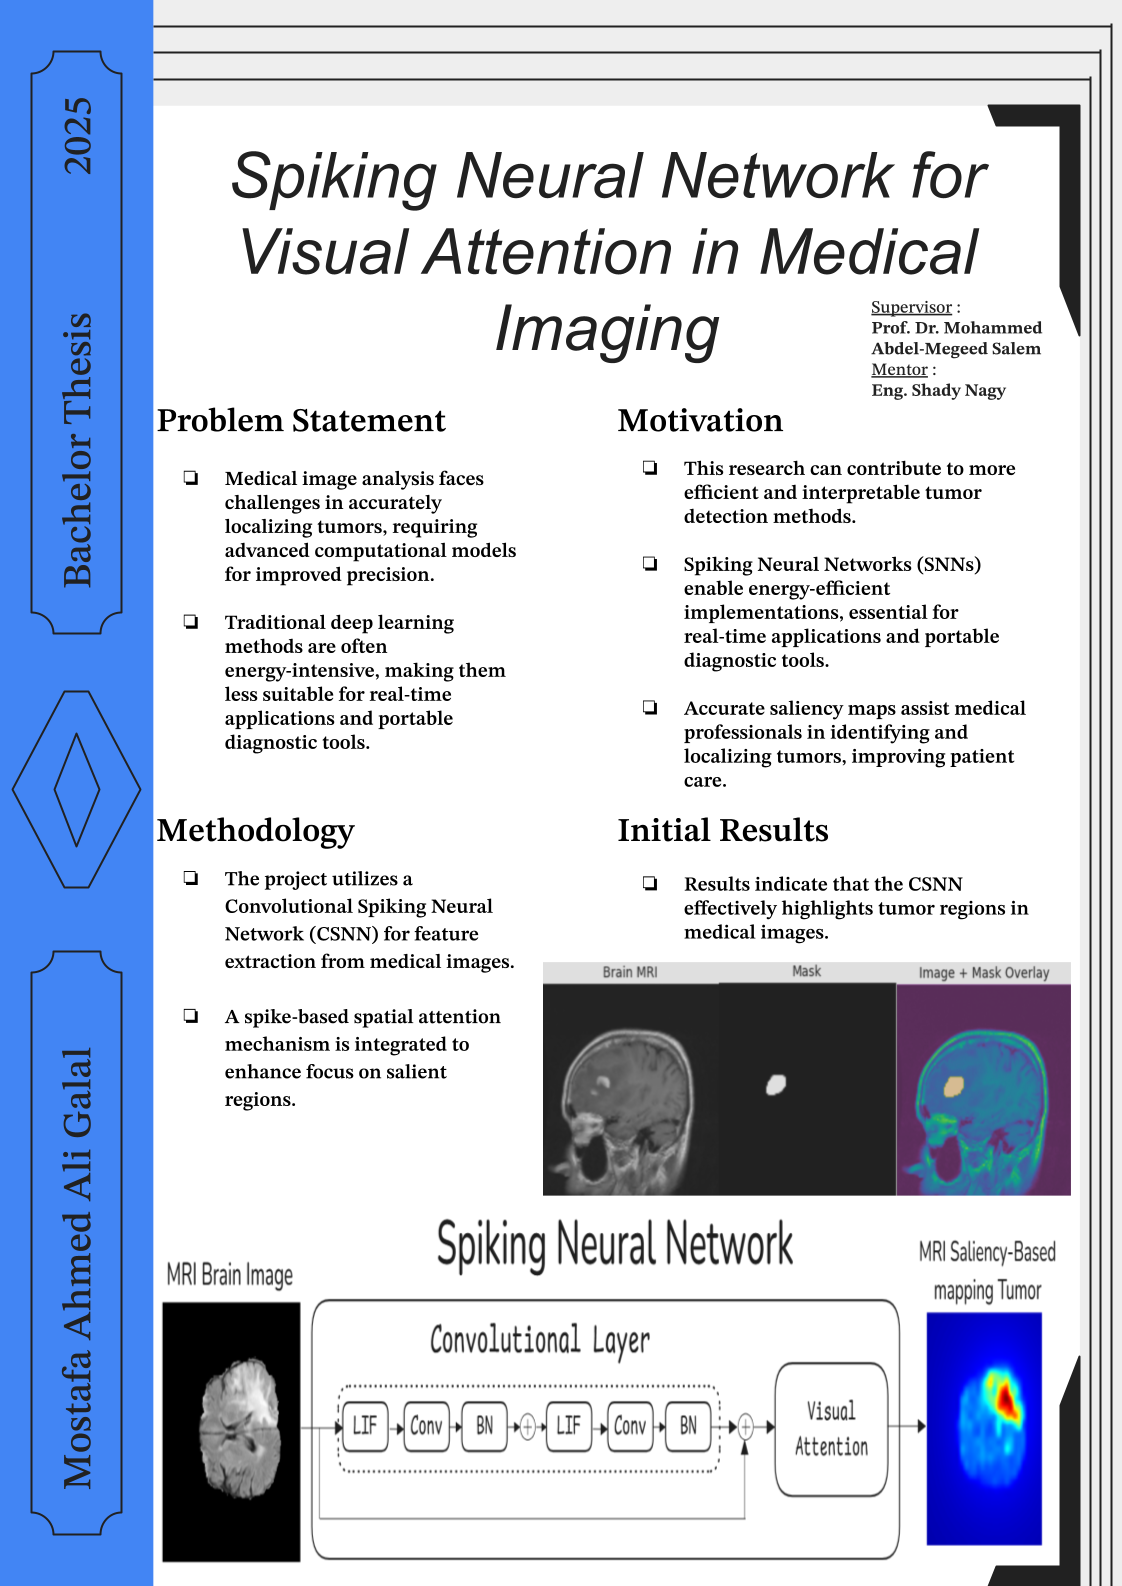 2025
Bachelor Thesis
Mostafa Ahmed Ali Galal
Spiking Neural Network for
Visual Attention in Medical
Imaging
Supervisor :
Prof. Dr. Mohammed
Abdel-Megeed Salem
Mentor :
Eng. Shady Nagy
Problem Statement
❏ Medical image analysis faces
challenges in accurately
localizing tumors, requiring
advanced computational models
for improved precision.
❏ Traditional deep learning
methods are often
energy-intensive, making them
less suitable for real-time
applications and portable
diagnostic tools.
Motivation
❏ This research can contribute to more
efficient and interpretable tumor
detection methods.
❏ Spiking Neural Networks (SNNs)
enable energy-efficient
implementations, essential for
real-time applications and portable
diagnostic tools.
❏ Accurate saliency maps assist medical
professionals in identifying and
localizing tumors, improving patient
care.
Methodology
❏ The project utilizes a
Convolutional Spiking Neural
Network (CSNN) for feature
extraction from medical images.
❏ A spike-based spatial attention
mechanism is integrated to
enhance focus on salient
regions.
Initial Results
❏ Results indicate that the CSNN
effectively highlights tumor regions in
medical images.
Brain MRI
Mask
Image + Mask Overlay
Spiking Neural Network
MRI Brain Image
MRI Saliency-Based
mapping Tumor
Convolutional Layer
LIF
Conv
BN
+
LIF
Conv
BN
+
Visual
Attention